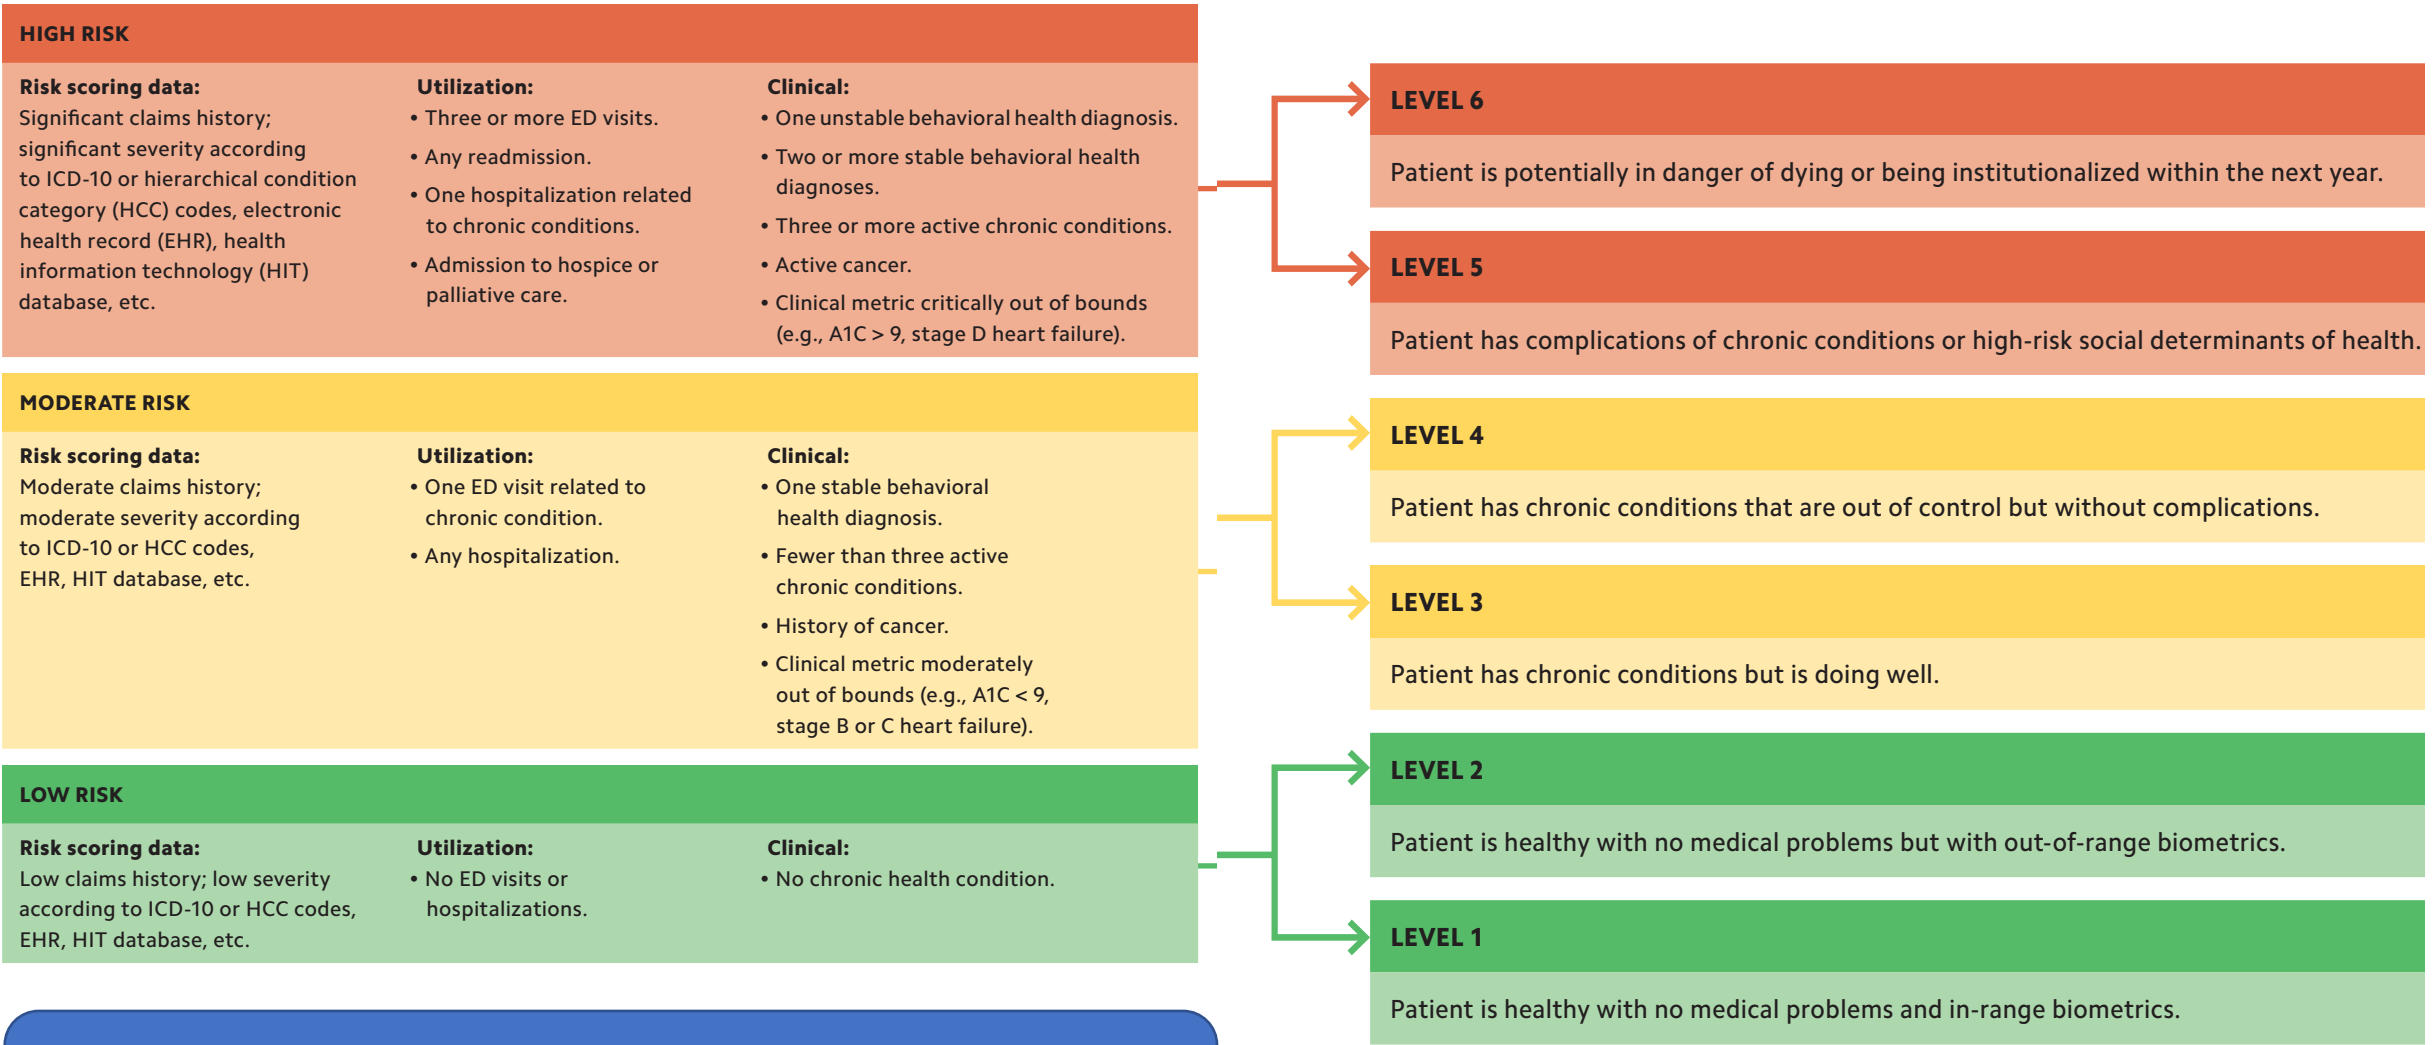 HIGH RISK
Risk scoring data:
Significant claims history;
significant severity according
to ICD-10 or hierarchical condition
category (HCC) codes, electronic
health record (EHR), health
information technology (HIT)
database, etc.
Utilization:
• Three or more ED visits.
• Any readmission.
• One hospitalization related
to chronic conditions.
• Admission to hospice or
palliative care.
Clinical:
• One unstable behavioral health diagnosis.
• Two or more stable behavioral health
diagnoses.
• Three or more active chronic conditions.
• Active cancer.
• Clinical metric critically out of bounds
(e.g., A1C > 9, stage D heart failure).
LEVEL 6
Patient is potentially in danger of dying or being institutionalized within the next year.
LEVEL 5
Patient has complications of chronic conditions or high-risk social determinants of health.
MODERATE RISK
Risk scoring data:
Moderate claims history;
moderate severity according
to ICD-10 or HCC codes,
EHR, HIT database, etc.
Utilization:
• One ED visit related to
chronic condition.
• Any hospitalization.
Clinical:
• One stable behavioral
health diagnosis.
• Fewer than three active
chronic conditions.
• History of cancer.
• Clinical metric moderately
out of bounds (e.g., A1C < 9,
stage B or C heart failure).
LEVEL 4
Patient has chronic conditions that are out of control but without complications.
LEVEL 3
Patient has chronic conditions but is doing well.
LOW RISK
Risk scoring data:
Low claims history; low severity
according to ICD-10 or HCC codes,
EHR, HIT database, etc.
Utilization:
• No ED visits or
hospitalizations.
Clinical:
• No chronic health condition.
LEVEL 2
Patient is healthy with no medical problems but with out-of-range biometrics.
LEVEL 1
Patient is healthy with no medical problems and in-range biometrics.